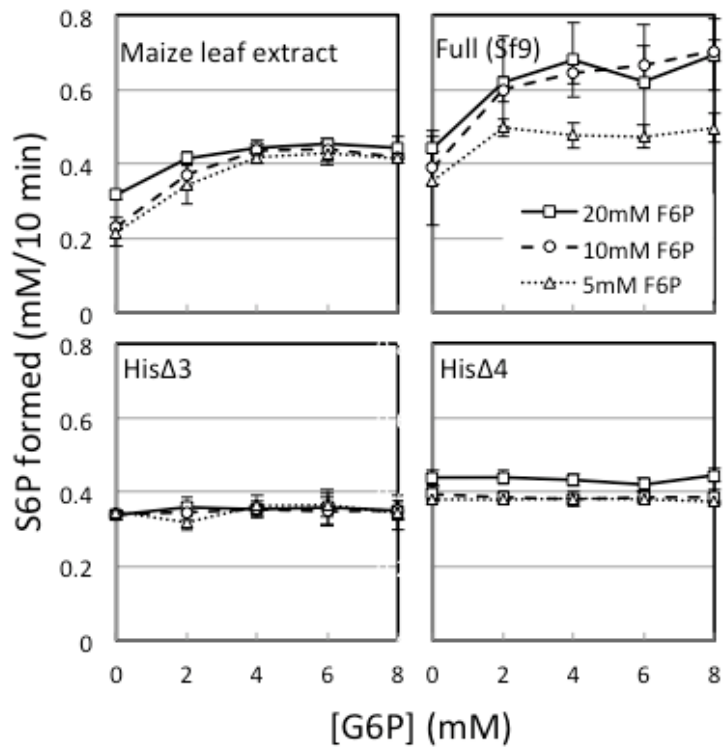 S6P formed (mM/10 min)
0.8
0.6
0.4
0.2
0
Maize leaf extract
Full (Sf9)
20mM F6P
10mM F6P
5mM F6P
0.8
0.6
0.4
0.2
0
HisΔ3
HisΔ4
0 2 4 6 8 0 2 4 6 8
[G6P] (mM)